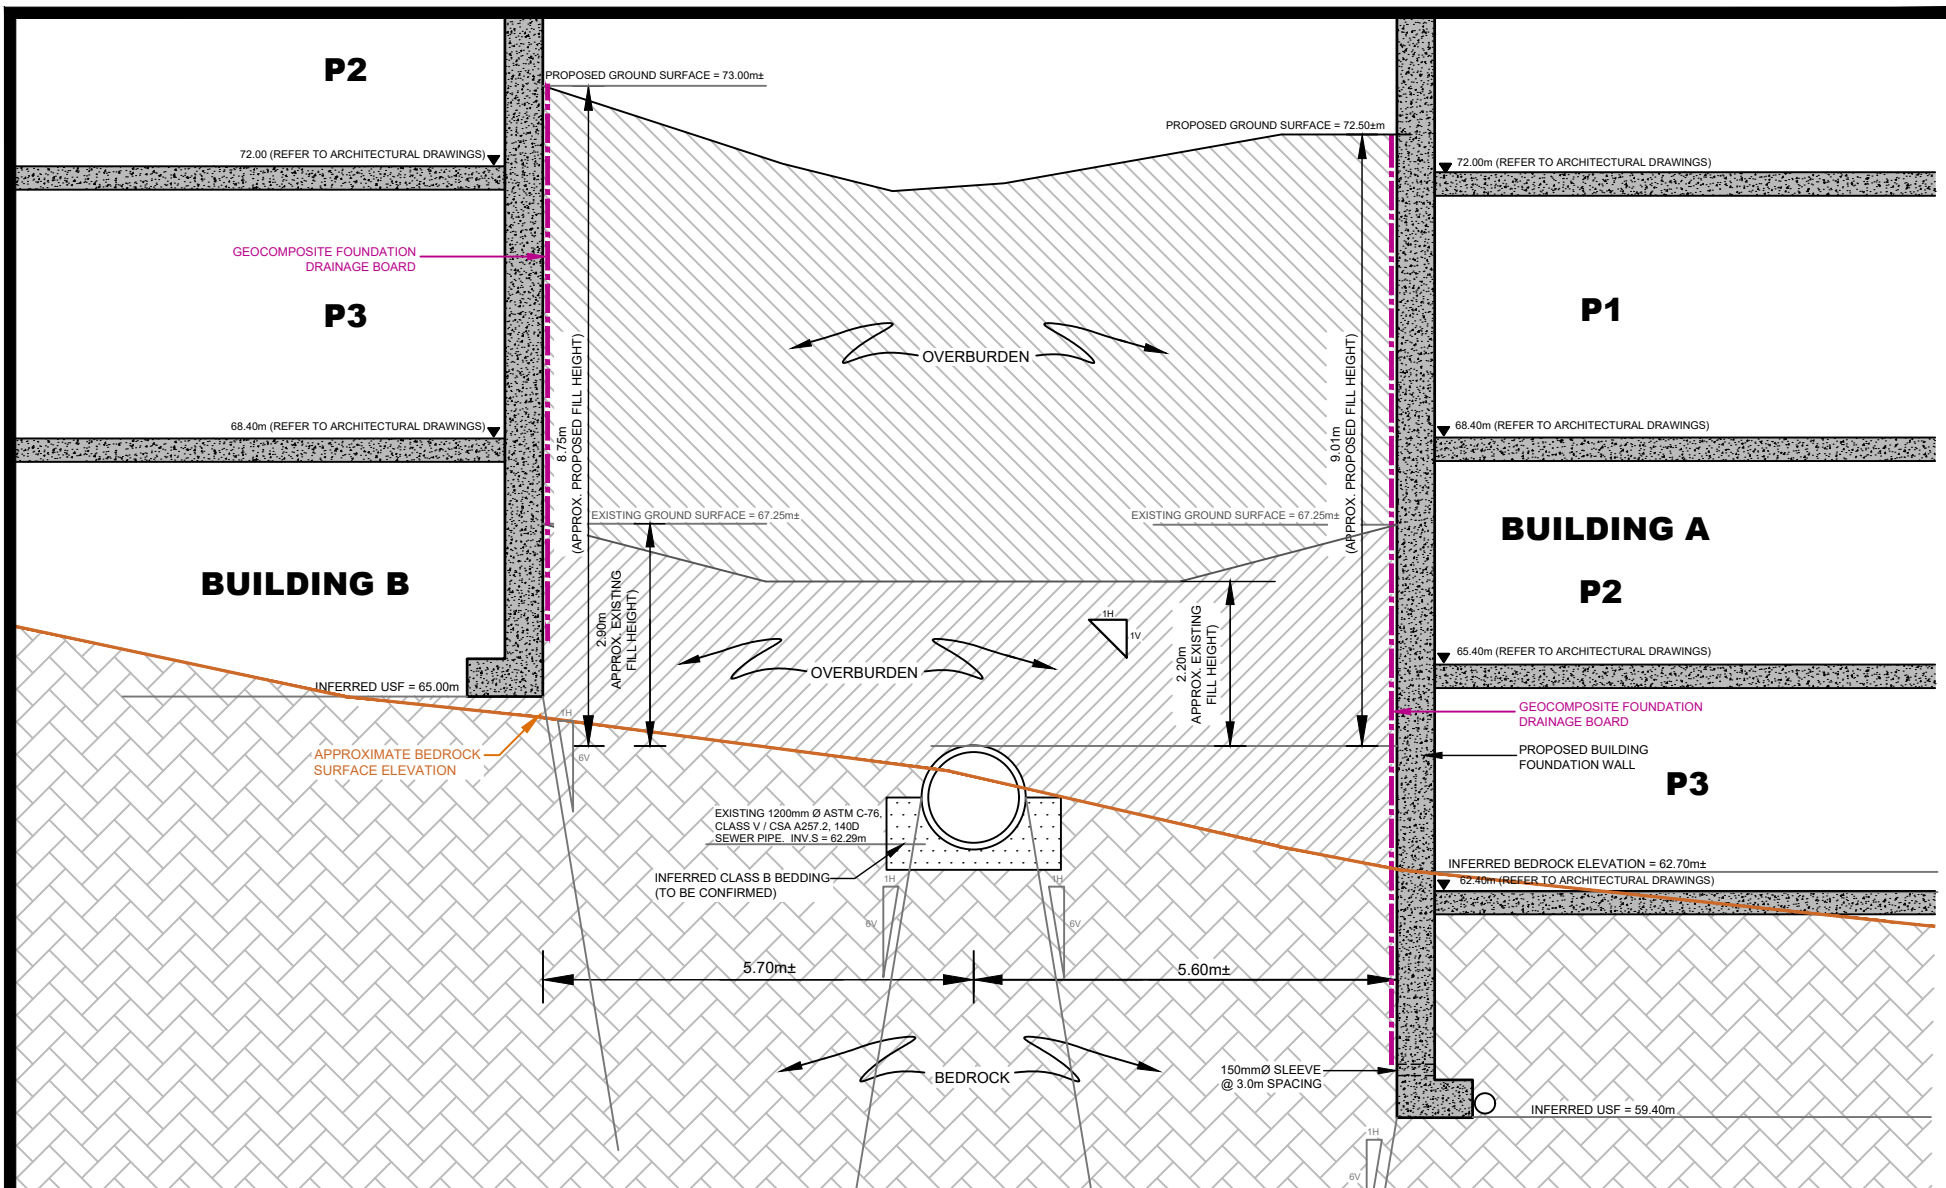 P2
PROPOSED GROUND SURFACE = 73.00m±
PROPOSED GROUND SURFACE = 72.50±m
72.00 (REFER TO ARCHITECTURAL DRAWINGS)
72.00m (REFER TO ARCHITECTURAL DRAWINGS)
GEOCOMPOSITE FOUNDATION
DRAINAGE BOARD
P3
P1
OVERBURDEN
8.75m
(APPROX. PROPOSED FILL HEIGHT)
9.01m
(APPROX. PROPOSED FILL HEIGHT)
68.40m (REFER TO ARCHITECTURAL DRAWINGS)
68.40m (REFER TO ARCHITECTURAL DRAWINGS)
EXISTING GROUND SURFACE = 67.25m±
EXISTING GROUND SURFACE = 67.25m±
BUILDING B
BUILDING A
P2
2.90m
APPROX. EXISTING
FILL HEIGHT)
1H
1V
2.20m
APPROX. EXISTING
FILL HEIGHT)
OVERBURDEN
65.40m (REFER TO ARCHITECTURAL DRAWINGS)
INFERRED USF = 65.00m
GEOCOMPOSITE FOUNDATION
DRAINAGE BOARD
1H
6V
APPROXIMATE BEDROCK
SURFACE ELEVATION
PROPOSED BUILDING
FOUNDATION WALL
P3
EXISTING 1200mm Ø ASTM C-76,
CLASS V / CSA A257.2, 140D
SEWER PIPE.  INV.S = 62.29m
INFERRED CLASS B BEDDING
(TO BE CONFIRMED)
INFERRED BEDROCK ELEVATION = 62.70m±
62.40m (REFER TO ARCHITECTURAL DRAWINGS)
1H
6V
1H
6V
5.70m±
5.60m±
BEDROCK
150mmØ SLEEVE
@ 3.0m SPACING
INFERRED USF = 59.40m
1H
6V